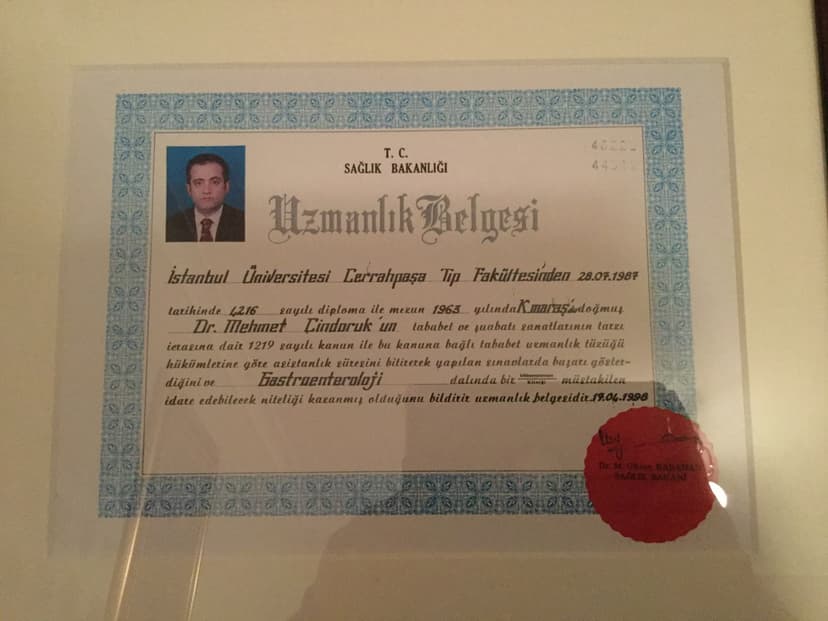 T. C.
SAĞLIK BAKANLIĞI
Uzmanlık Belgesi
İstanbul Üniversitesi Cerrahpaşa Tıp Fakültesinden 28.07.1987
tarihinde 4216 sayılı diploma ile mezun 1963 yılında K.maraş'da doğmuş
Dr. Mehmet Cindoruk'un tababet ve şuabatı sanatlarının tarzı
icrasına dair 1219 sayılı kanun ile bu kanuna bağlı tababet uzmanlık tüzüğü
hükümlerine göre asistanlık süresini bitirerek yapılan sınavlarda başarı göster-
diğini ve Gastroenteroloji dalında bir müstakilen
idare edebilecek niteliği kazanmış olduğunu bildirir uzmanlık belgesidir.
SAĞLIK BAKANI